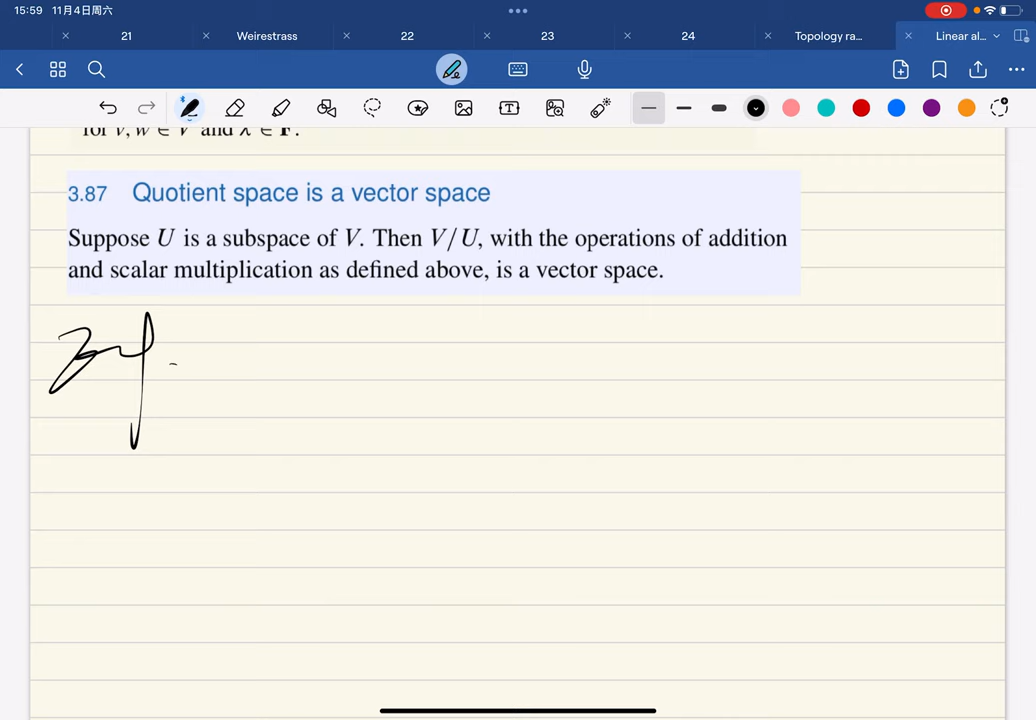 15:59 11月4日周六
21 Weirestrass 22 23 24 Topology ra... Linear al...
for v, w ∈ V and λ ∈ F.
3.87 Quotient space is a vector space
Suppose U is a subspace of V. Then V/U, with the operations of addition
and scalar multiplication as defined above, is a vector space.